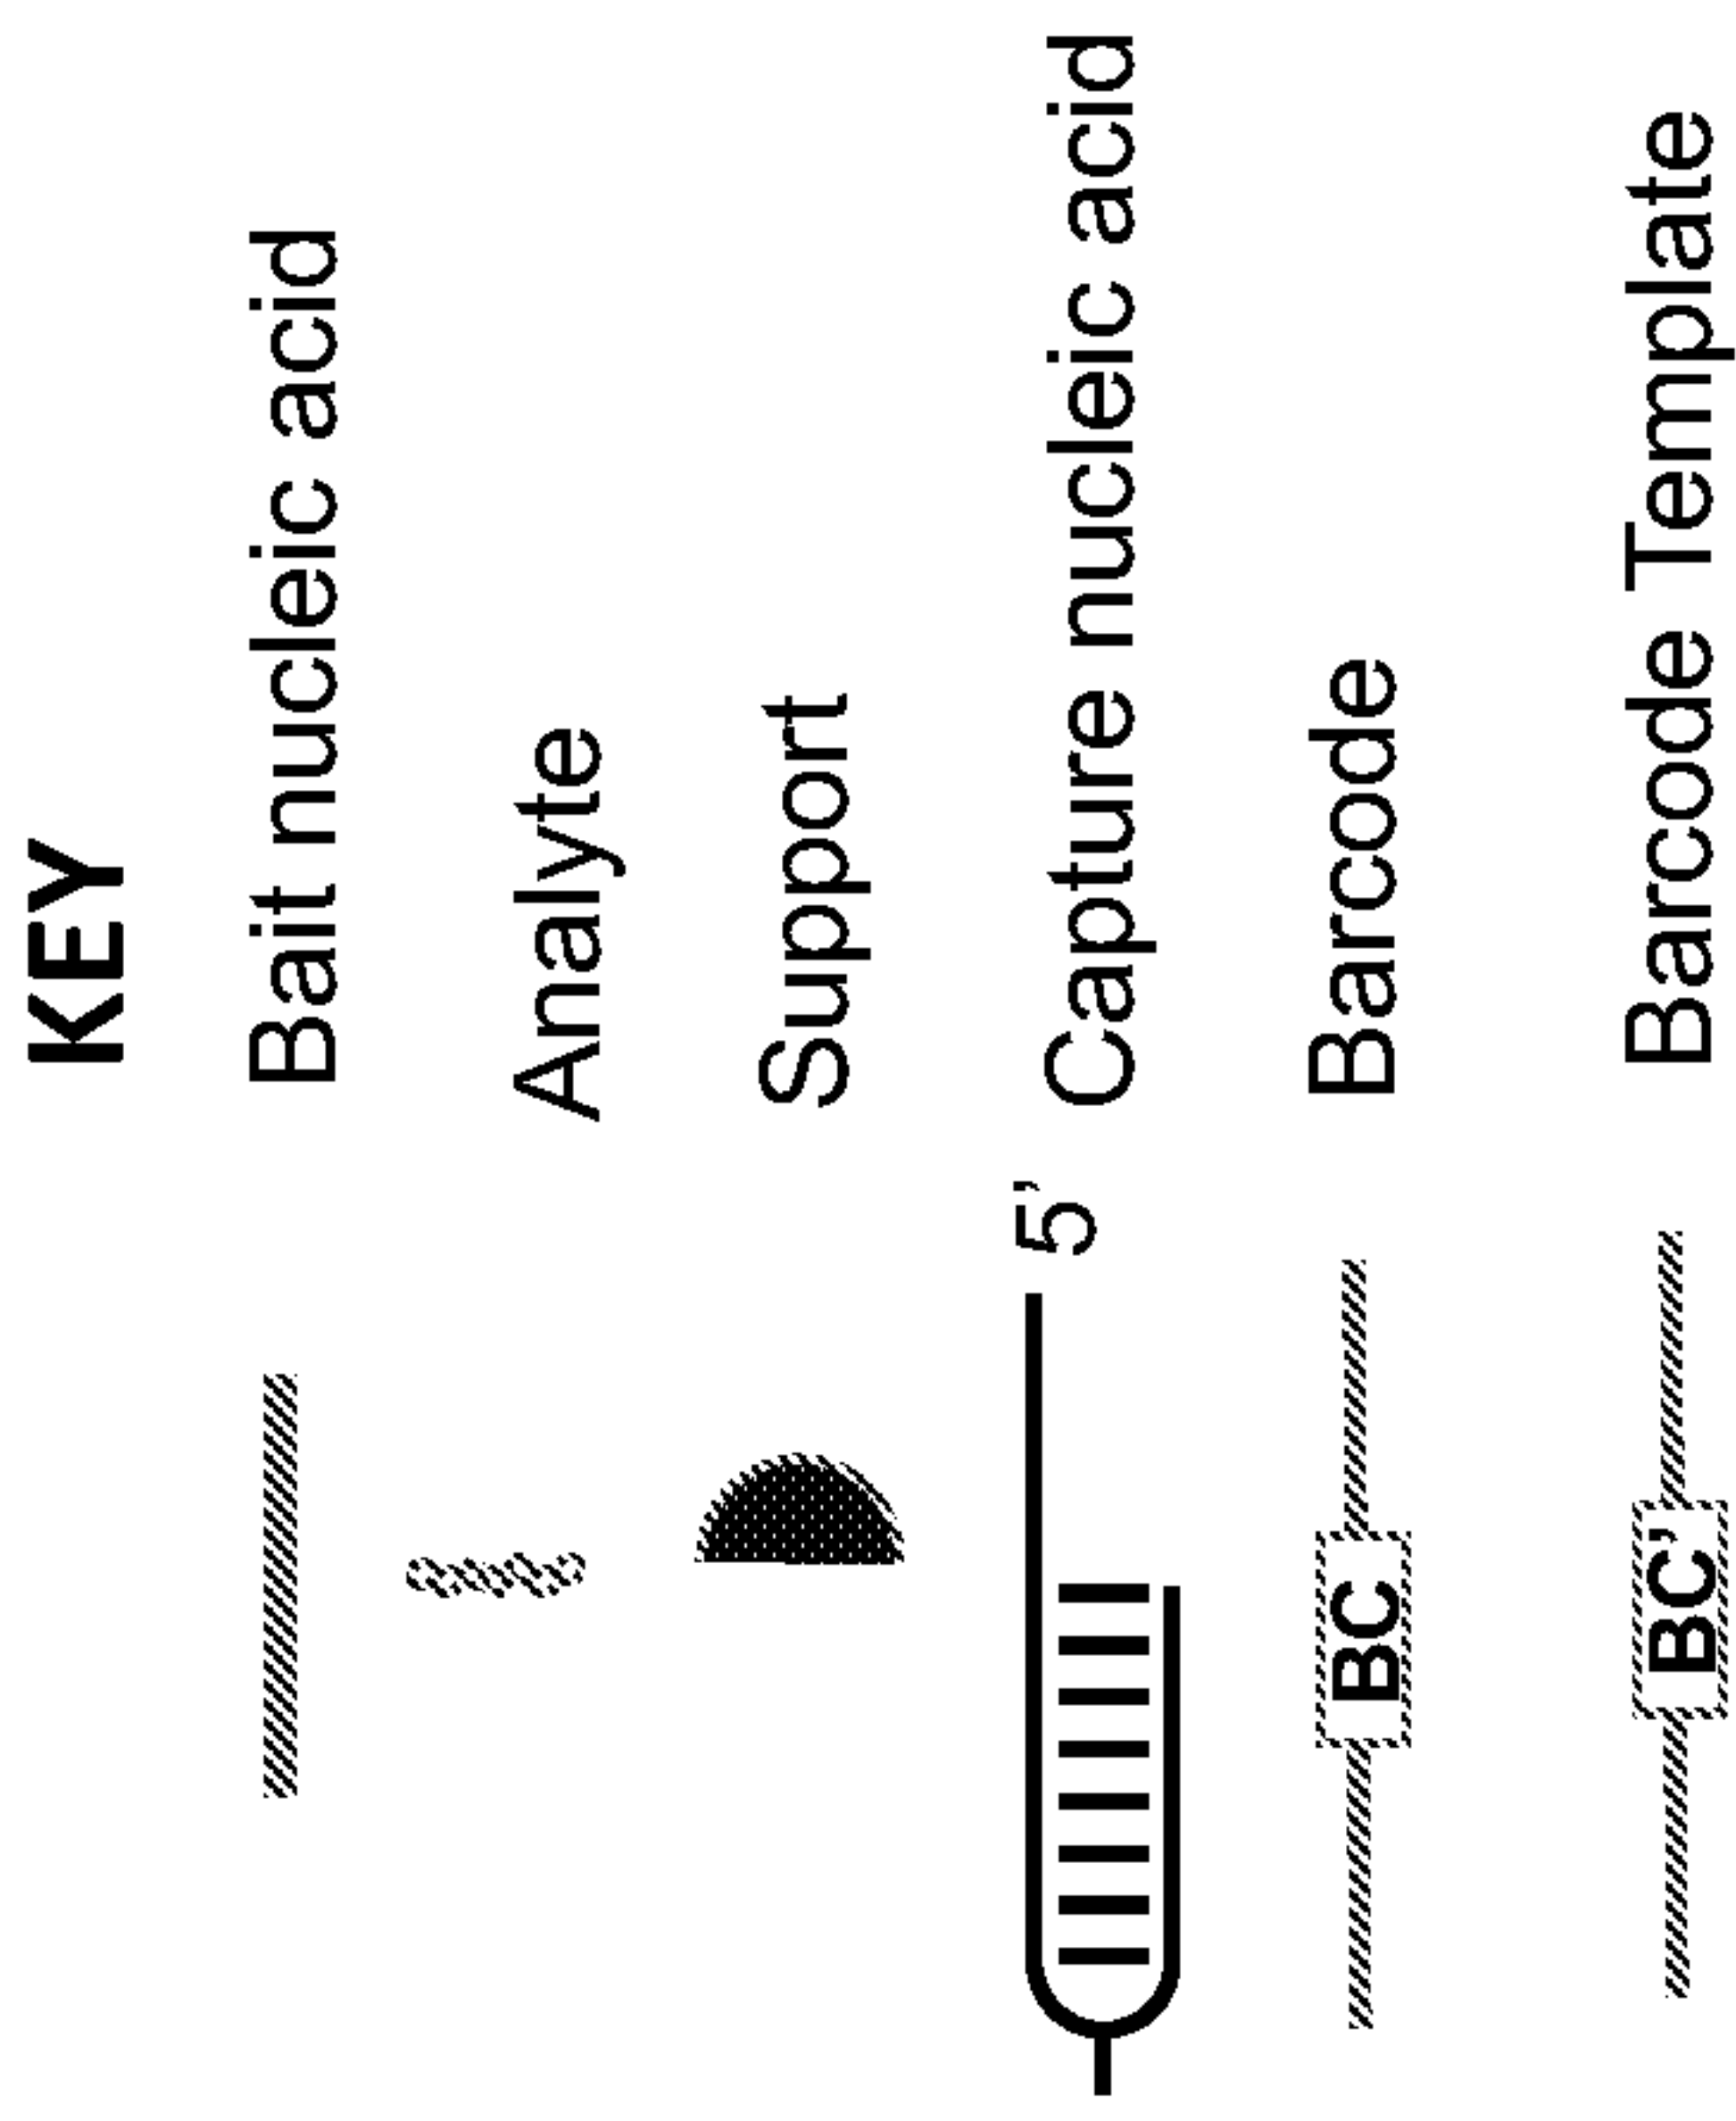 KEY
Bait nucleic acid
Analyte
Support
5’ Capture nucleic acid
BC Barcode
BC’ Barcode Template